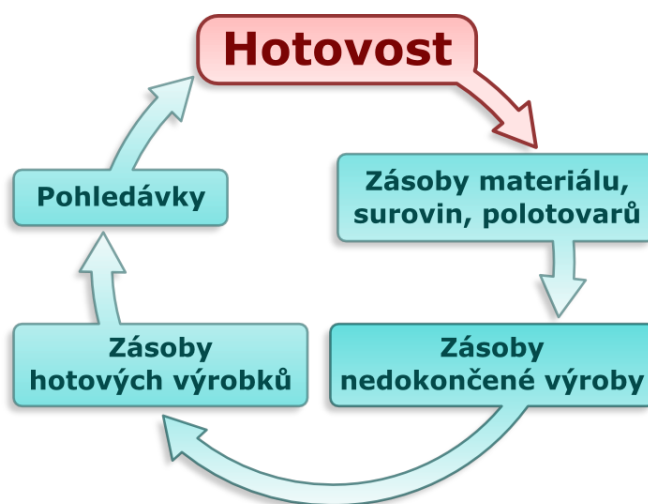 Hotovost
Zásoby materiálu,
surovin, polotovarů
Zásoby
nedokončené výroby
Zásoby
hotových výrobků
Pohledávky